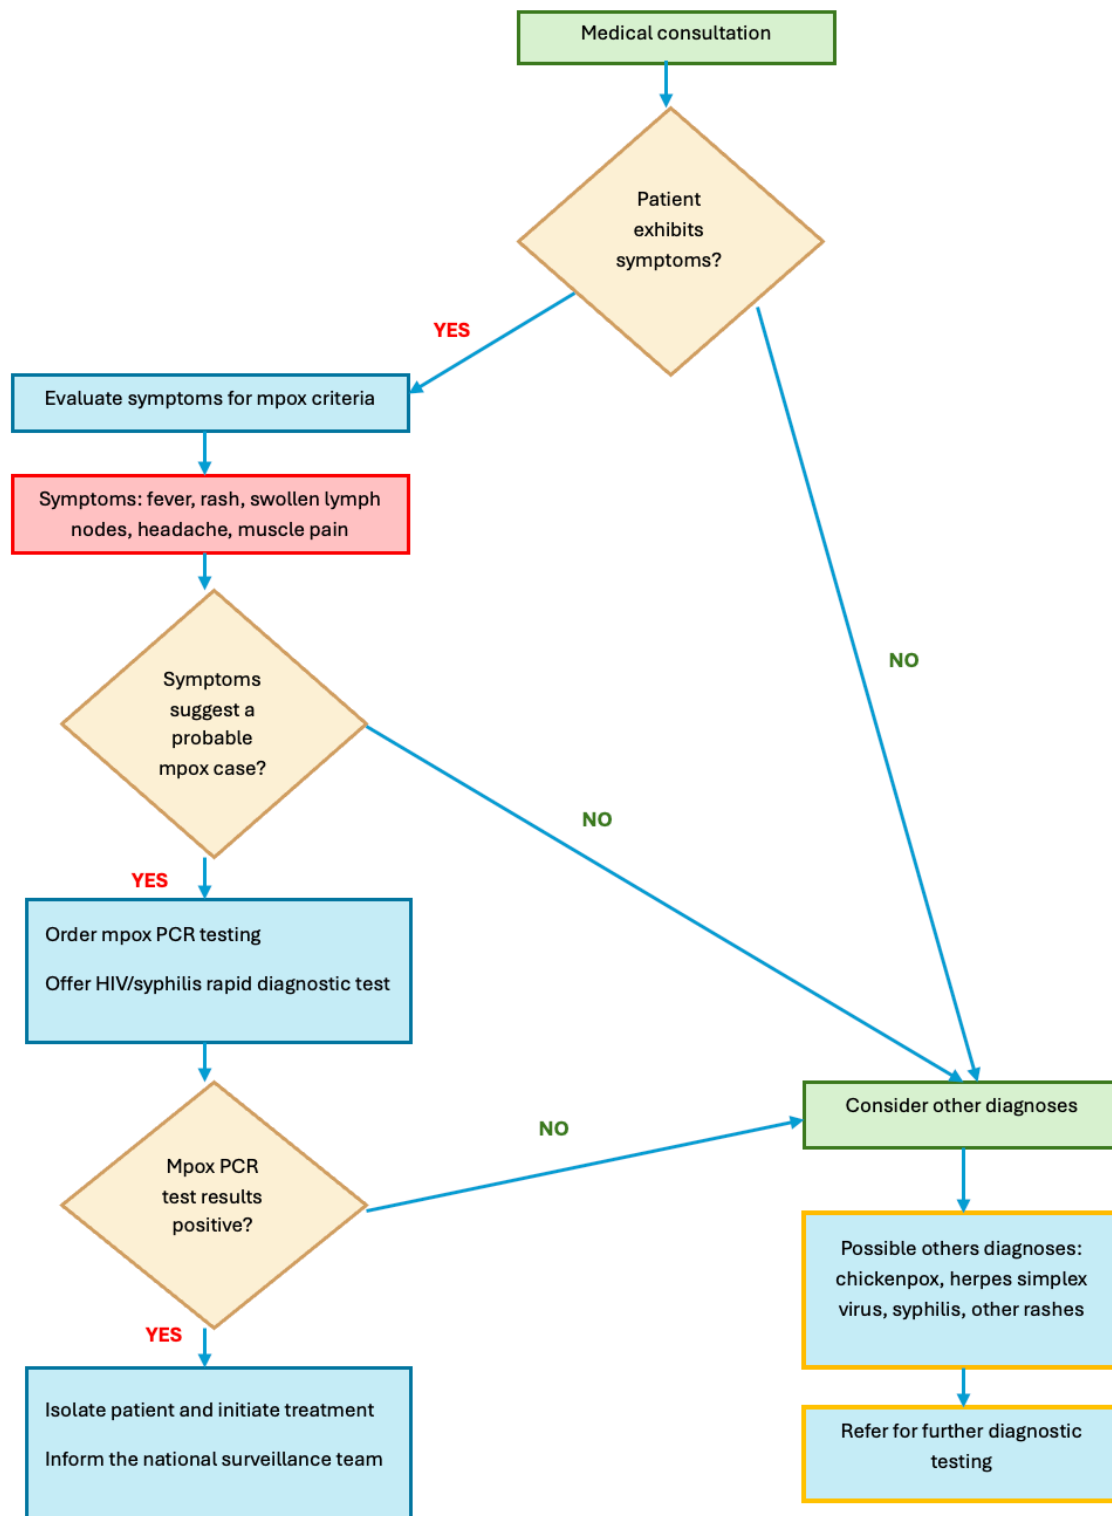 Medical consultation
Patient
exhibits
symptoms?
YES
Evaluate symptoms for mpox criteria
Symptoms: fever, rash, swollen lymph
nodes, headache, muscle pain
NO
Symptoms
suggest a
probable
mpox case?
NO
YES
Order mpox PCR testing
Offer HIV/syphilis rapid diagnostic test
Consider other diagnoses
NO
Mpox PCR
test results
positive?
Possible others diagnoses:
chickenpox, herpes simplex
virus, syphilis, other rashes
YES
Isolate patient and initiate treatment
Inform the national surveillance team
Refer for further diagnostic
testing